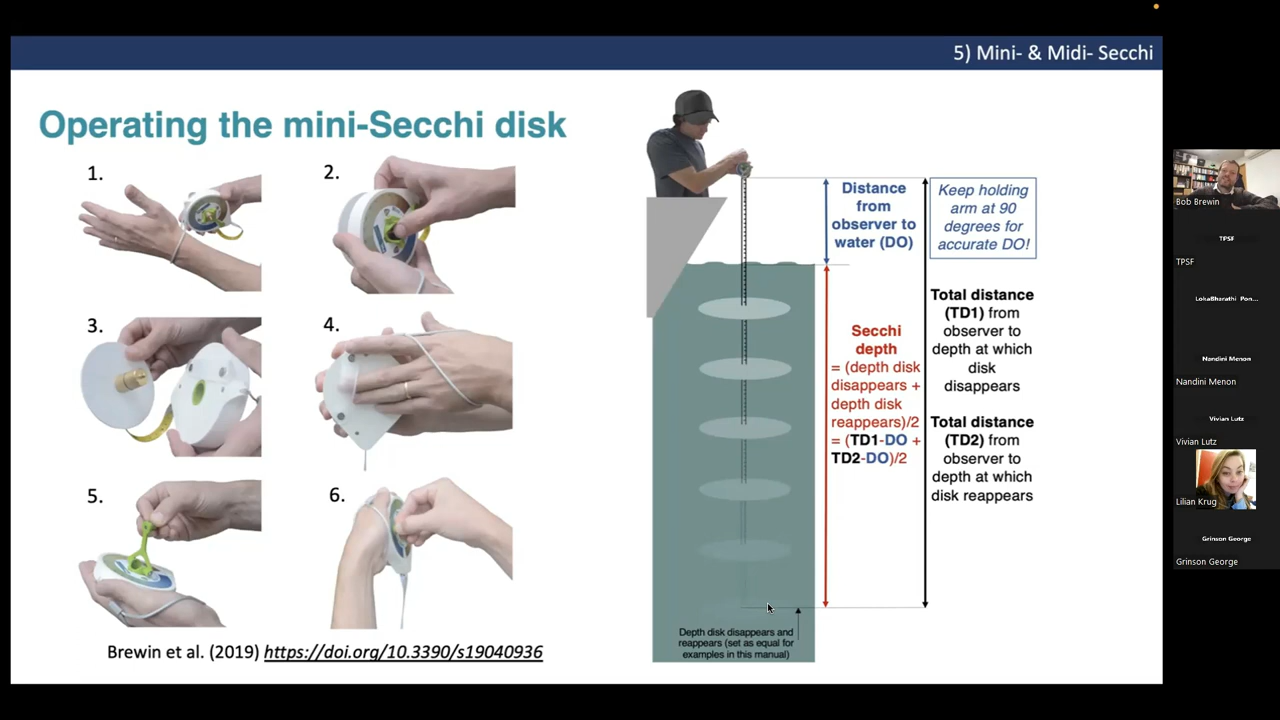 5) Mini- & Midi- Secchi
Operating the mini-Secchi disk
1.
2.
3.
4.
5.
6.
Brewin et al. (2019) https://doi.org/10.3390/s19040936
Distance
from
observer to
water (DO)
Keep holding
arm at 90
degrees for
accurate DO!
Secchi
depth
= (depth disk
disappears +
depth disk
reappears)/2
= (TD1-DO +
TD2-DO)/2
Total distance
(TD1) from
observer to
depth at which
disk
disappears
Total distance
(TD2) from
observer to
depth at which
disk reappears
Depth disk disappears and
reappears (set as equal for
examples in this manual)
Bob Brewin
TPSF
TPSF
LokaBharathi Pon...
Nandini Menon
Nandini Menon
Vivian Lutz
Vivian Lutz
Lilian Krug
Grinson George
Grinson George